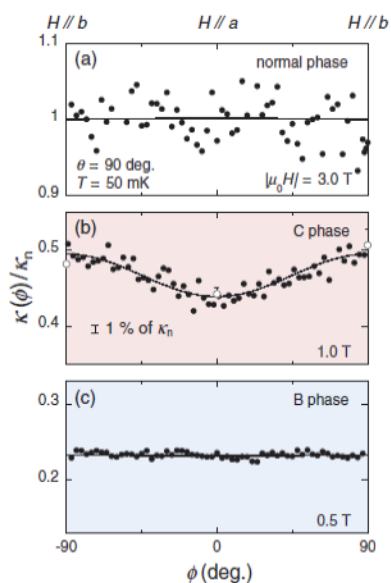 H // b H // a H // b
1.1
(a) normal phase
1
θ = 90 deg.
T = 50 mK |μ₀H| = 3.0 T
0.9
(b) C phase
0.5
κ(φ)/κₙ
0.4
1 % of κₙ
1.0 T
(c) B phase
0.3
0.2
0.5 T
-90 0 90
φ (deg.)